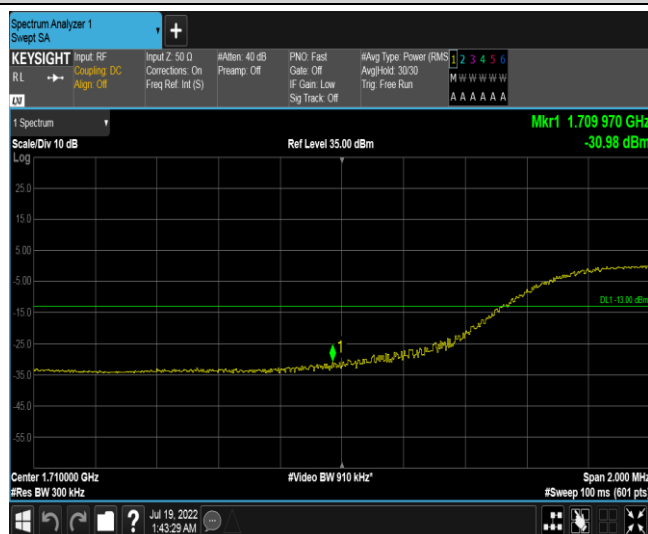 Spectrum Analyzer 1
Swept SA
+
KEYSIGHT
RL
LXI
Input: RF
Coupling: DC
Align: Off
Input Z: 50 Ω
Corrections: On
Freq Ref: Int (S)
#Atten: 40 dB
Preamp: Off
PNO: Fast
Gate: Off
IF Gain: Low
Sig Track: Off
#Avg Type: Power (RMS
Avg|Hold: 30/30
Trig: Free Run
1 2 3 4 5 6
M W W W W W
A A A A A A
1 Spectrum
Mkr1 1.709 970 GHz
Scale/Div 10 dB
Ref Level 35.00 dBm
-30.98 dBm
Log
25.0
15.0
5.00
-5.00
DL1 -13.00 dBm
-15.0
-25.0
1
-35.0
-45.0
-55.0
Center 1.710000 GHz
#Video BW 910 kHz*
Span 2.000 MHz
#Res BW 300 kHz
#Sweep 100 ms (601 pts)
?
Jul 19, 2022
1:43:29 AM